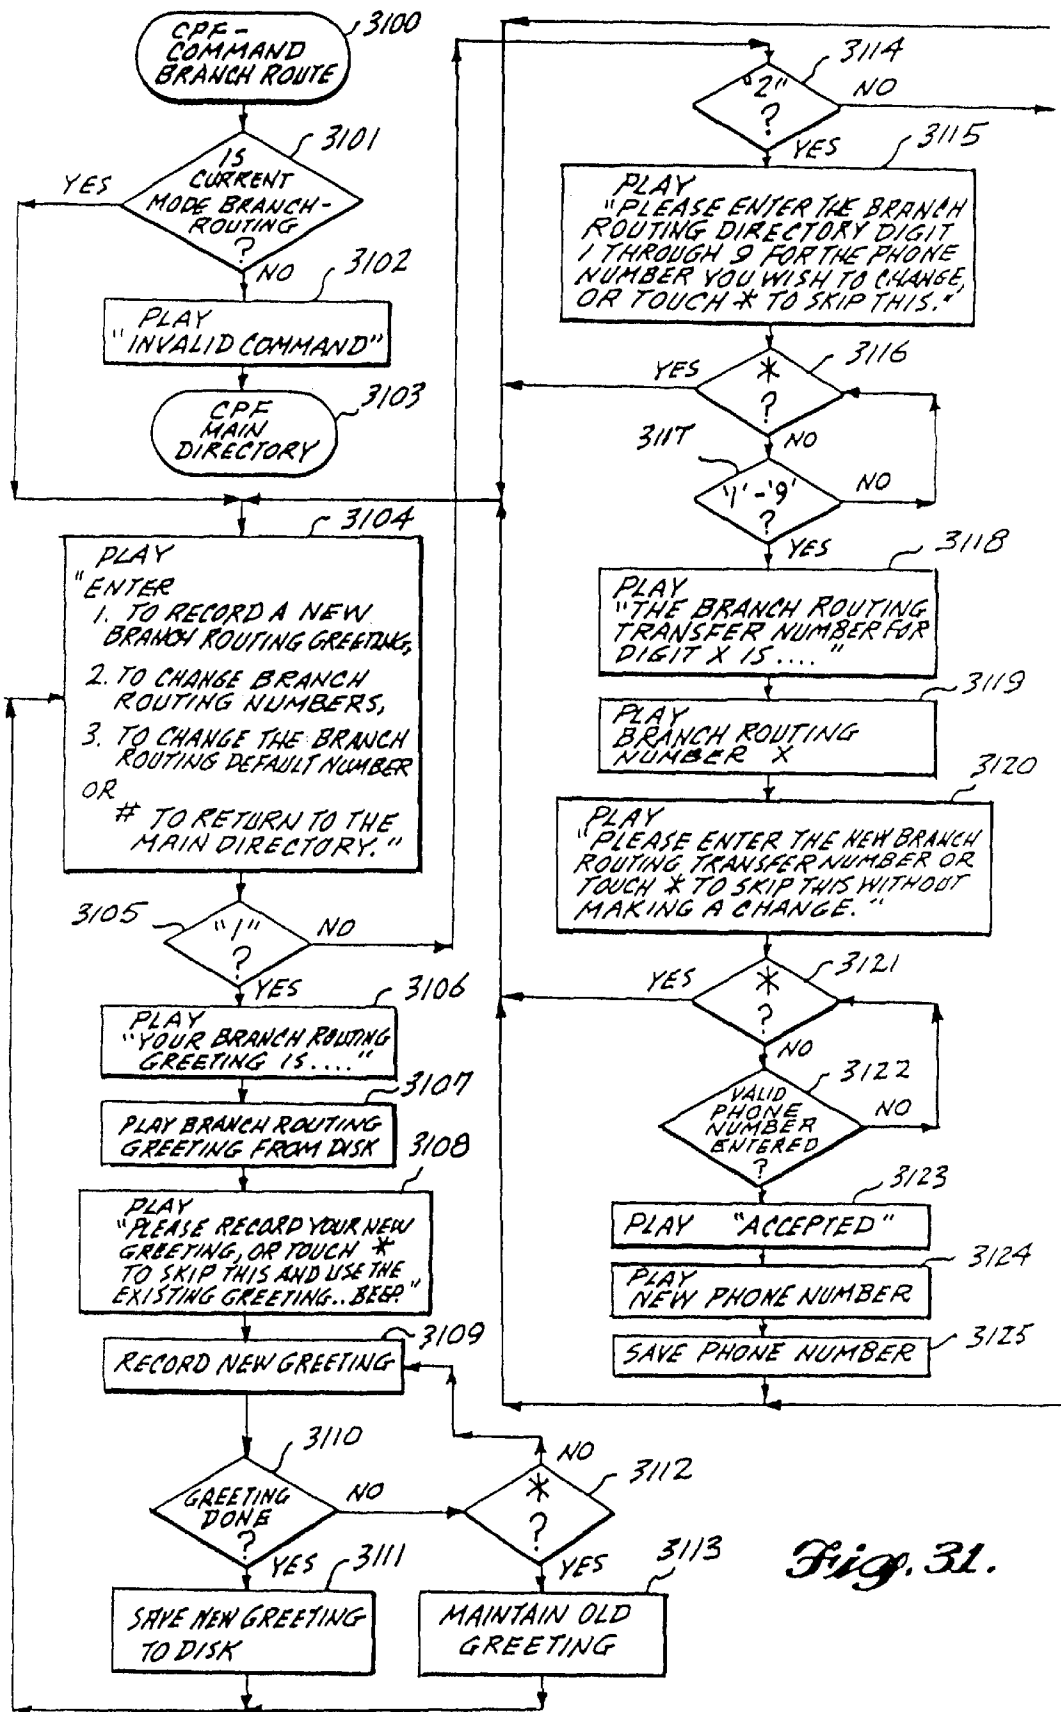 CPF-
COMMAND
BRANCH ROUTE
3100
IS
CURRENT
MODE BRANCH-
ROUTING
?
3101
YES
NO
3102
PLAY
"INVALID COMMAND"
CPF
MAIN
DIRECTORY
3103
3104
PLAY
"ENTER
1. TO RECORD A NEW
BRANCH ROUTING GREETING,
2. TO CHANGE BRANCH
ROUTING NUMBERS,
3. TO CHANGE THE BRANCH
ROUTING DEFAULT NUMBER
OR
# TO RETURN TO THE
MAIN DIRECTORY."
3105
"1"
?
NO
YES
3106
PLAY
"YOUR BRANCH ROUTING
GREETING IS...."
3107
PLAY BRANCH ROUTING
GREETING FROM DISK
3108
PLAY
"PLEASE RECORD YOUR NEW
GREETING, OR TOUCH *
TO SKIP THIS AND USE THE
EXISTING GREETING..BEEP."
3109
RECORD NEW GREETING
3110
GREETING
DONE
?
NO
YES
3111
SAVE NEW GREETING
TO DISK
NO
*
?
3112
YES
3113
MAINTAIN OLD
GREETING
"2"
?
3114
NO
YES
3115
PLAY
"PLEASE ENTER THE BRANCH
ROUTING DIRECTORY DIGIT
1 THROUGH 9 FOR THE PHONE
NUMBER YOU WISH TO CHANGE,
OR TOUCH * TO SKIP THIS."
YES
*
?
3116
NO
3117
'1'-'9'
?
NO
YES
3118
PLAY
"THE BRANCH ROUTING
TRANSFER NUMBER FOR
DIGIT X IS...."
3119
PLAY
BRANCH ROUTING
NUMBER X
3120
PLAY
"PLEASE ENTER THE NEW BRANCH
ROUTING TRANSFER NUMBER OR
TOUCH * TO SKIP THIS WITHOUT
MAKING A CHANGE."
YES
*
?
3121
NO
3122
VALID
PHONE
NUMBER
ENTERED
?
NO
3123
PLAY "ACCEPTED"
3124
PLAY
NEW PHONE NUMBER
3125
SAVE PHONE NUMBER
Fig. 31.